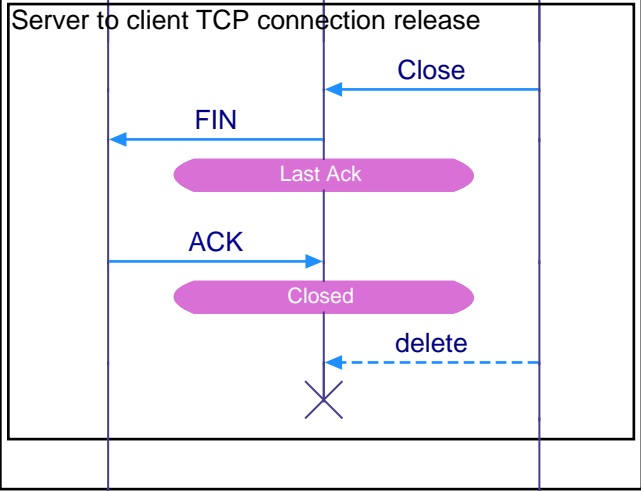 Server to client TCP connection release
Close
FIN
Last Ack
ACK
Closed
delete